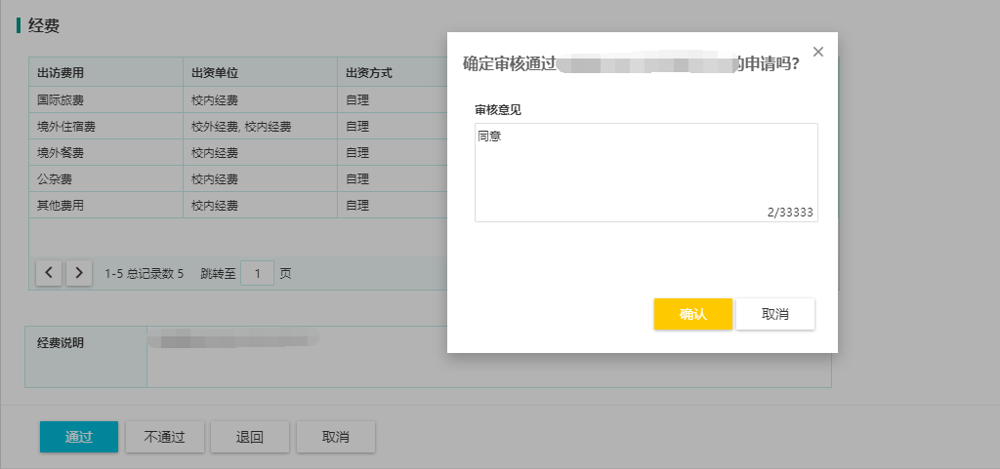 经费
出访费用 出资单位 出资方式
国际旅费 校内经费 自理
境外住宿费 校外经费, 校内经费 自理
境外餐费 校内经费 自理
公杂费 校内经费 自理
其他费用 校内经费 自理
1-5 总记录数 5 跳转至 1 页
经费说明
通过 不通过 退回 取消
确定审核通过 的申请吗?
审核意见
同意
2/33333
确认 取消